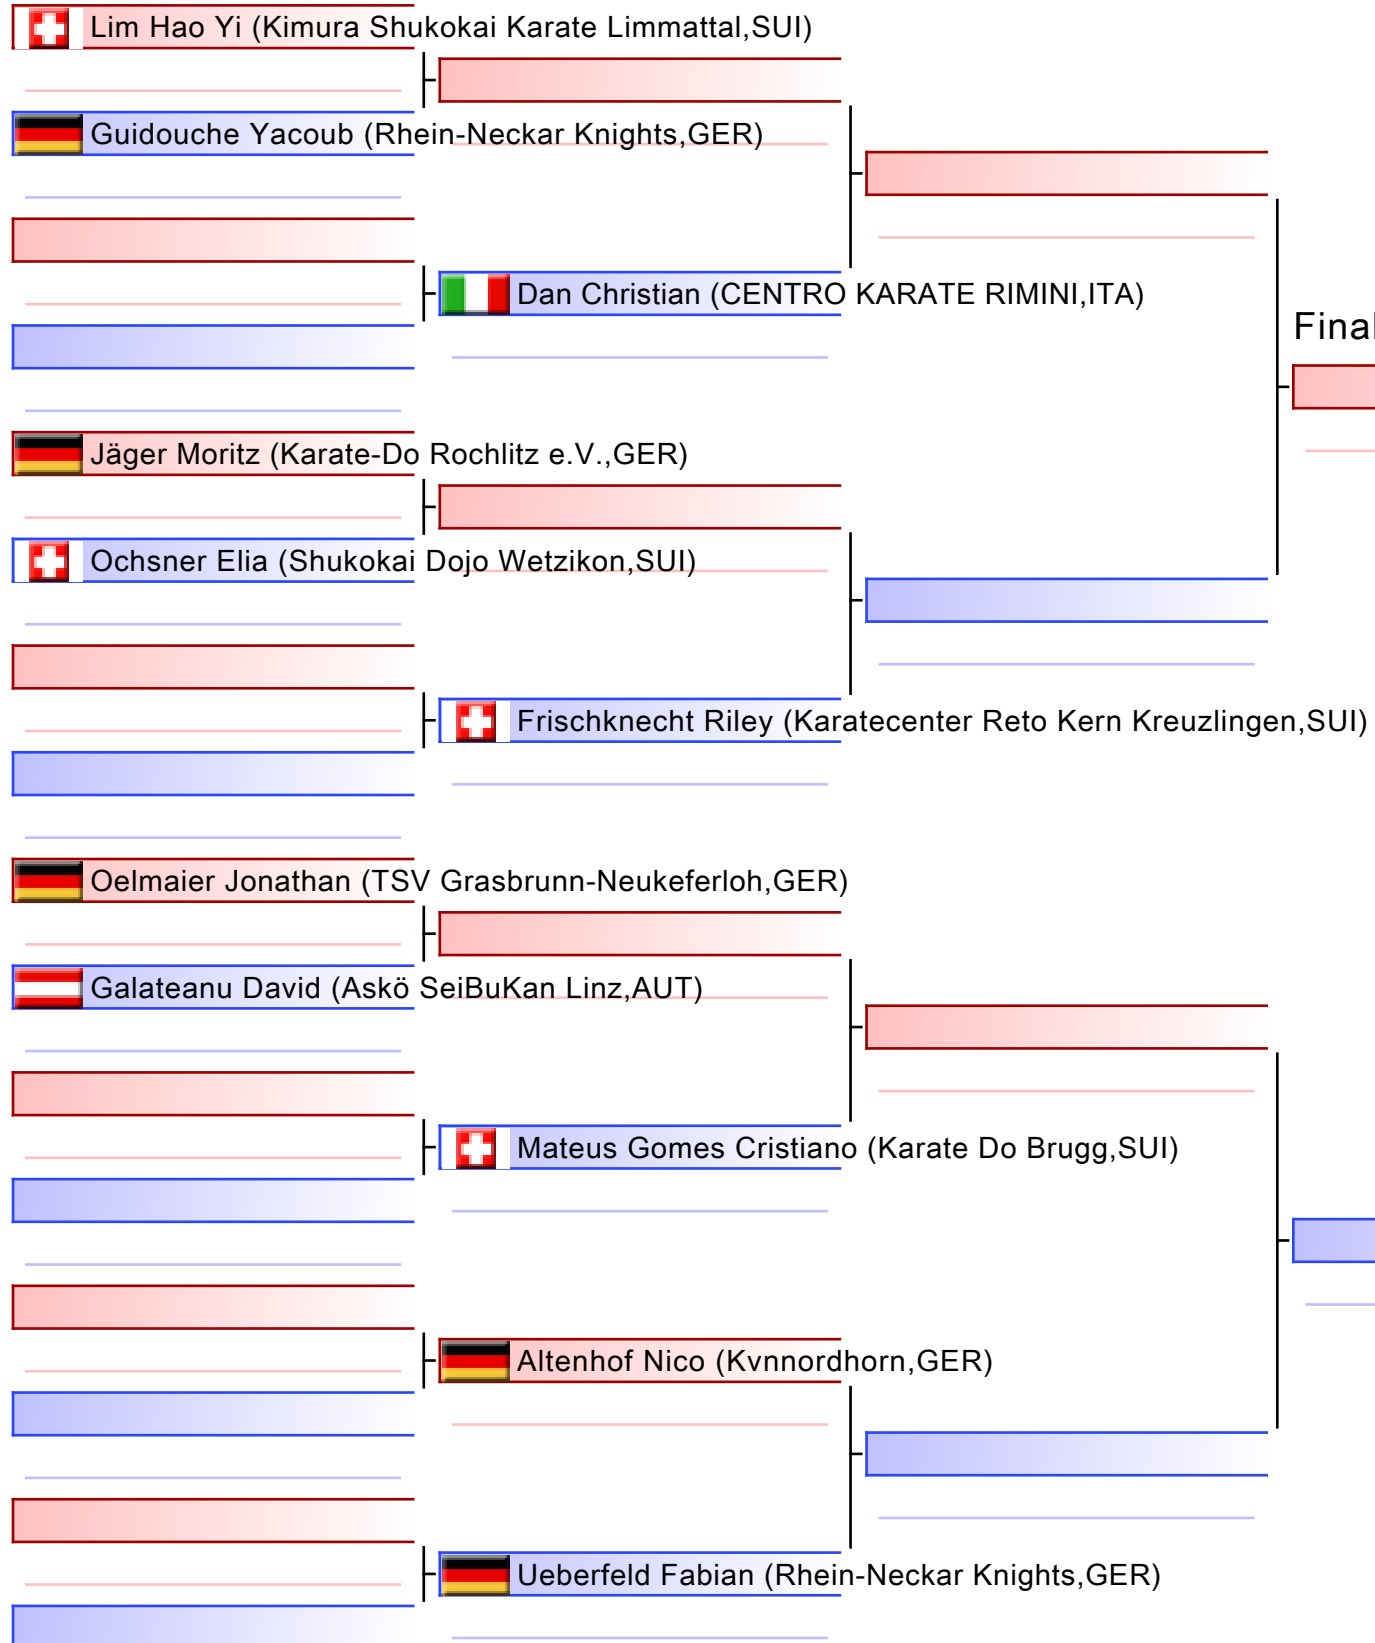 Lim Hao Yi (Kimura Shukokai Karate Limmattal,SUI)
Guidouche Yacoub (Rhein-Neckar Knights,GER)
Dan Christian (CENTRO KARATE RIMINI,ITA)
Final
Jäger Moritz (Karate-Do Rochlitz e.V.,GER)
Ochsner Elia (Shukokai Dojo Wetzikon,SUI)
Frischknecht Riley (Karatecenter Reto Kern Kreuzlingen,SUI)
Oelmaier Jonathan (TSV Grasbrunn-Neukeferloh,GER)
Galateanu David (Askö SeiBuKan Linz,AUT)
Mateus Gomes Cristiano (Karate Do Brugg,SUI)
Altenhof Nico (Kvnnordhorn,GER)
Ueberfeld Fabian (Rhein-Neckar Knights,GER)